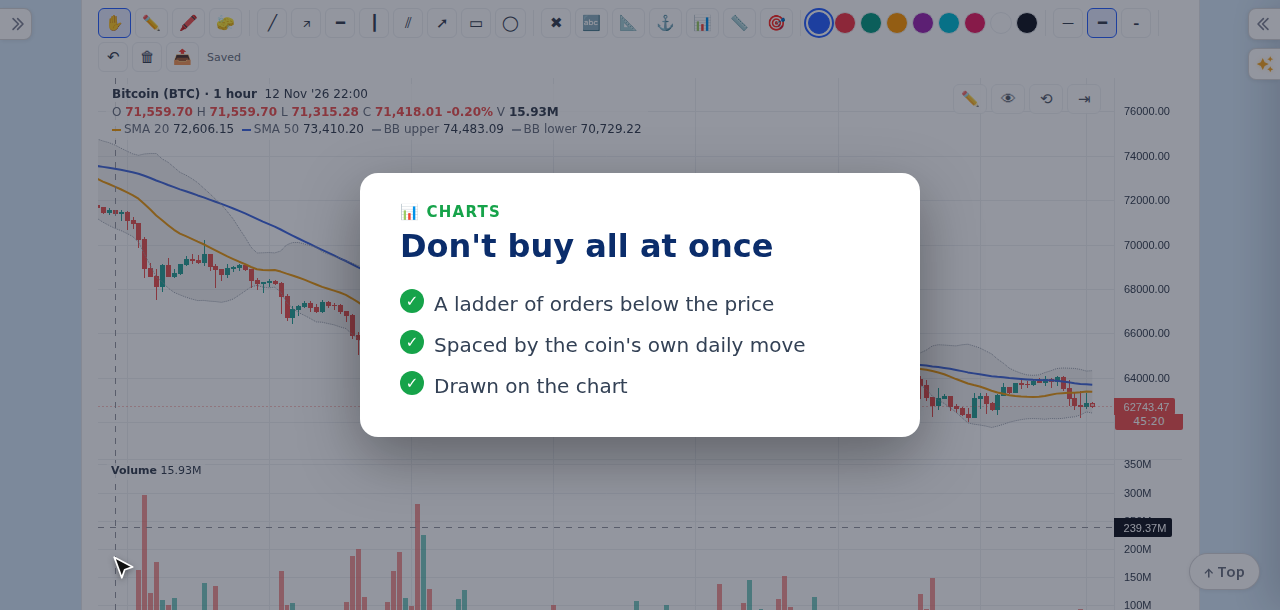 Saved
Bitcoin (BTC) · 1 hour 12 Nov '26 22:00
O 71,559.70 H 71,559.70 L 71,315.28 C 71,418.01 -0.20% V 15.93M
SMA 20 72,606.15 SMA 50 73,410.20 BB upper 74,483.09 BB lower 70,729.22
76000.00
74000.00
72000.00
70000.00
68000.00
66000.00
64000.00
62743.47
45:20
📊 CHARTS
Don't buy all at once
✓ A ladder of orders below the price
✓ Spaced by the coin's own daily move
✓ Drawn on the chart
Volume 15.93M
350M
300M
239.37M
200M
150M
100M
↑ Top